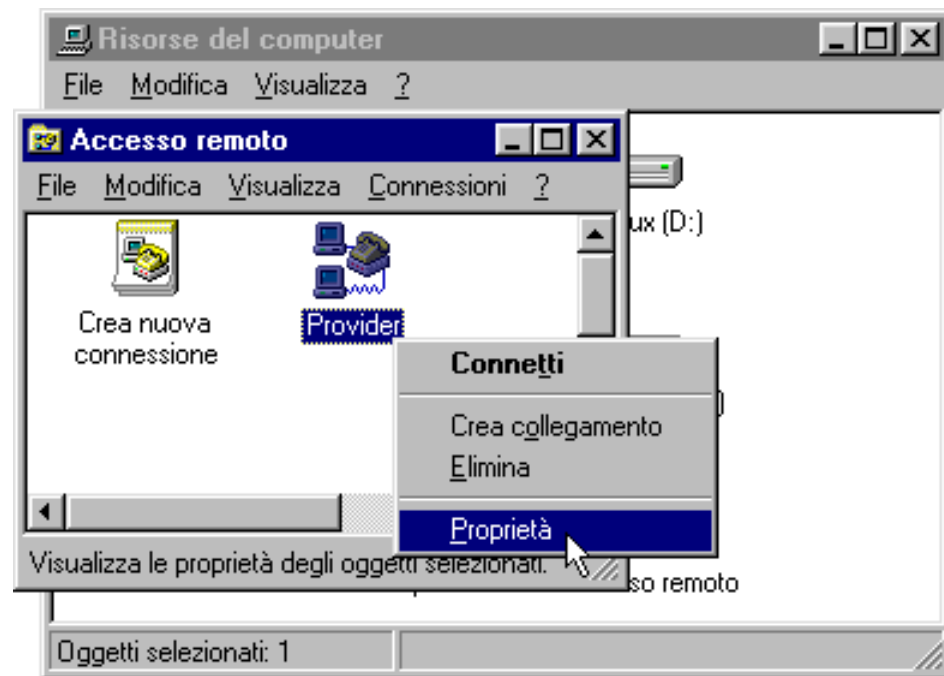 Risorse del computer
File Modifica Visualizza ?
Accesso remoto
File Modifica Visualizza Connessioni ?
ux (D:)
Crea nuova
connessione
Provider
Connetti
Crea collegamento
Elimina
Proprietà
Visualizza le proprietà degli oggetti selezionati.
so remoto
Oggetti selezionati: 1